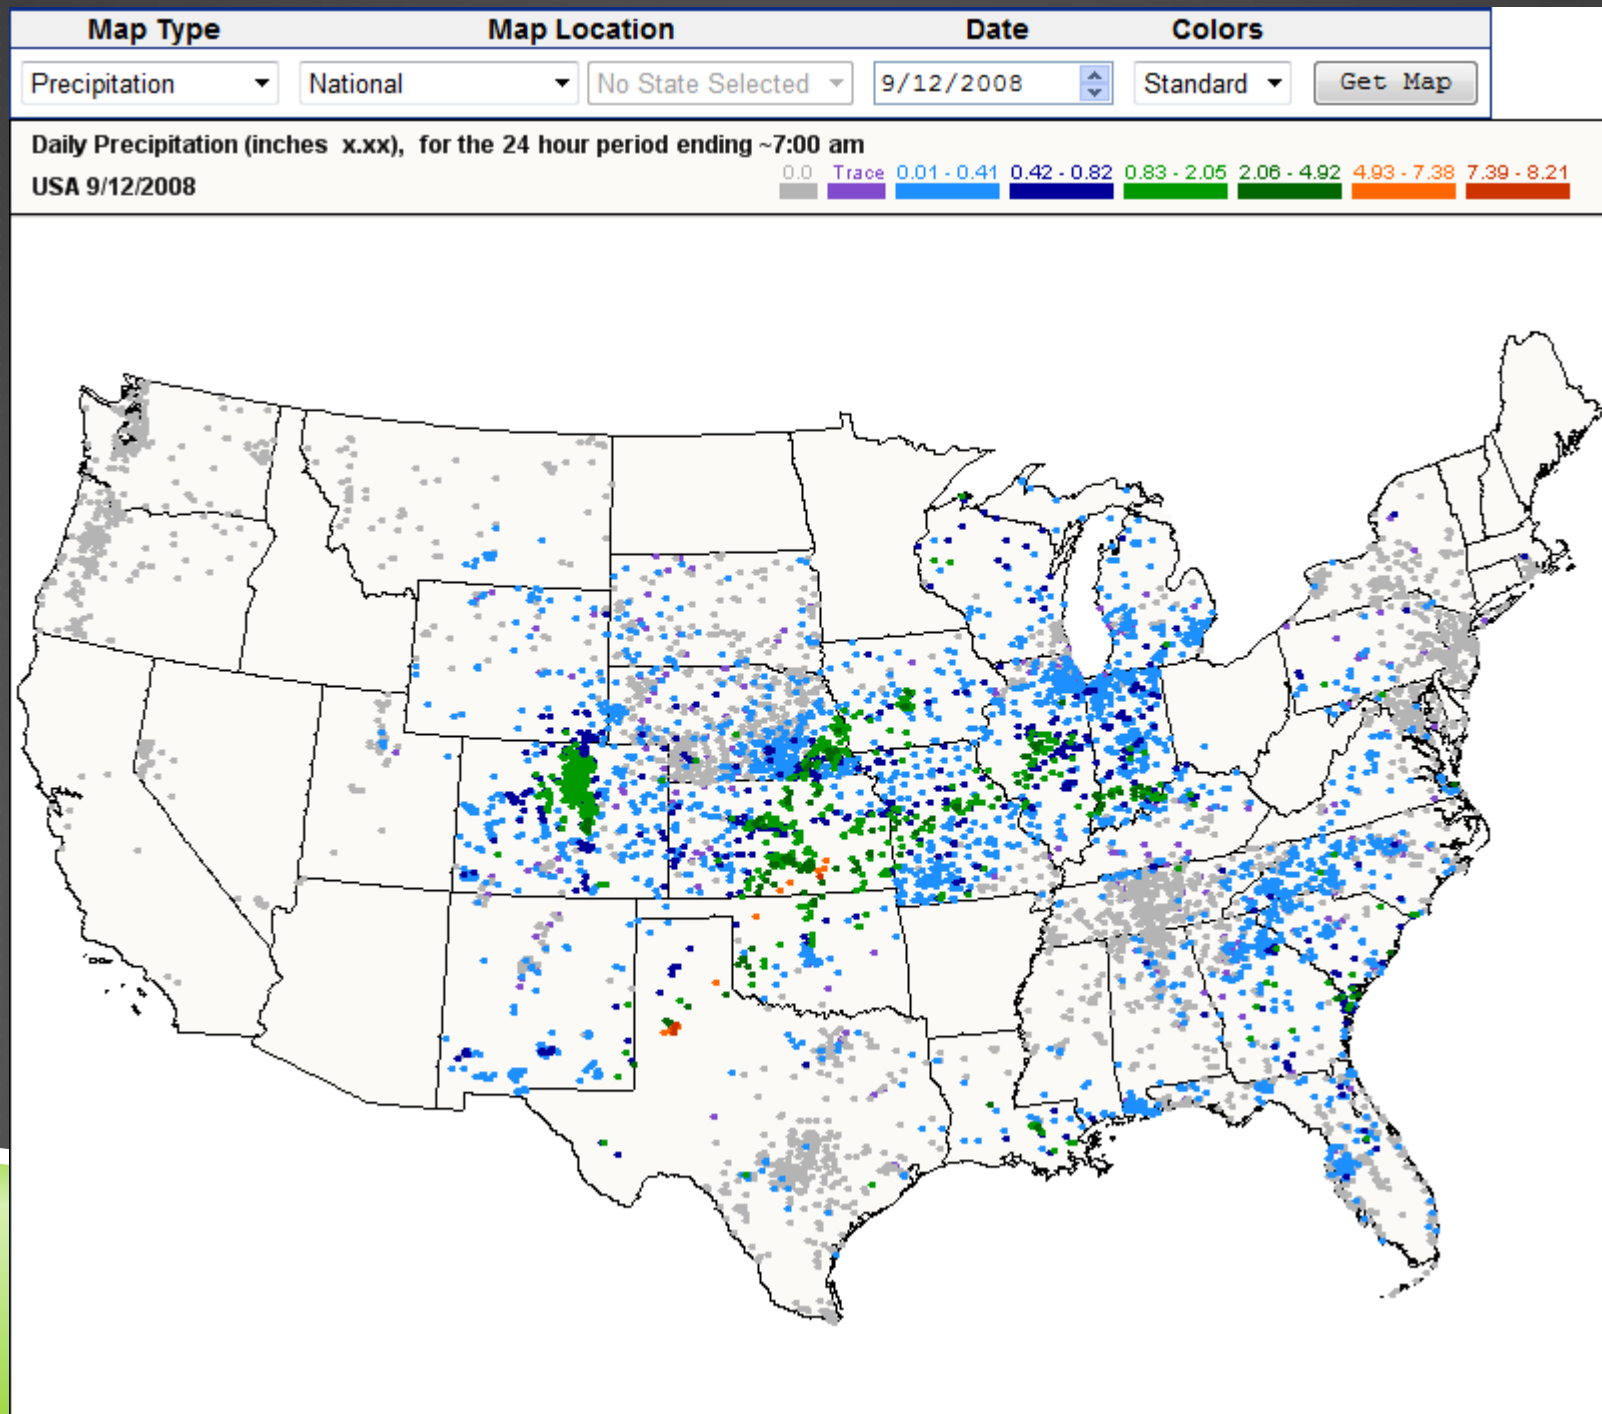 Map Type Map Location Date Colors
Precipitation National No State Selected 9/12/2008 Standard Get Map
Daily Precipitation (inches x.xx), for the 24 hour period ending ~7:00 am
0.0 Trace 0.01 - 0.41 0.42 - 0.82 0.83 - 2.05 2.06 - 4.92 4.93 - 7.38 7.39 - 8.21
USA 9/12/2008